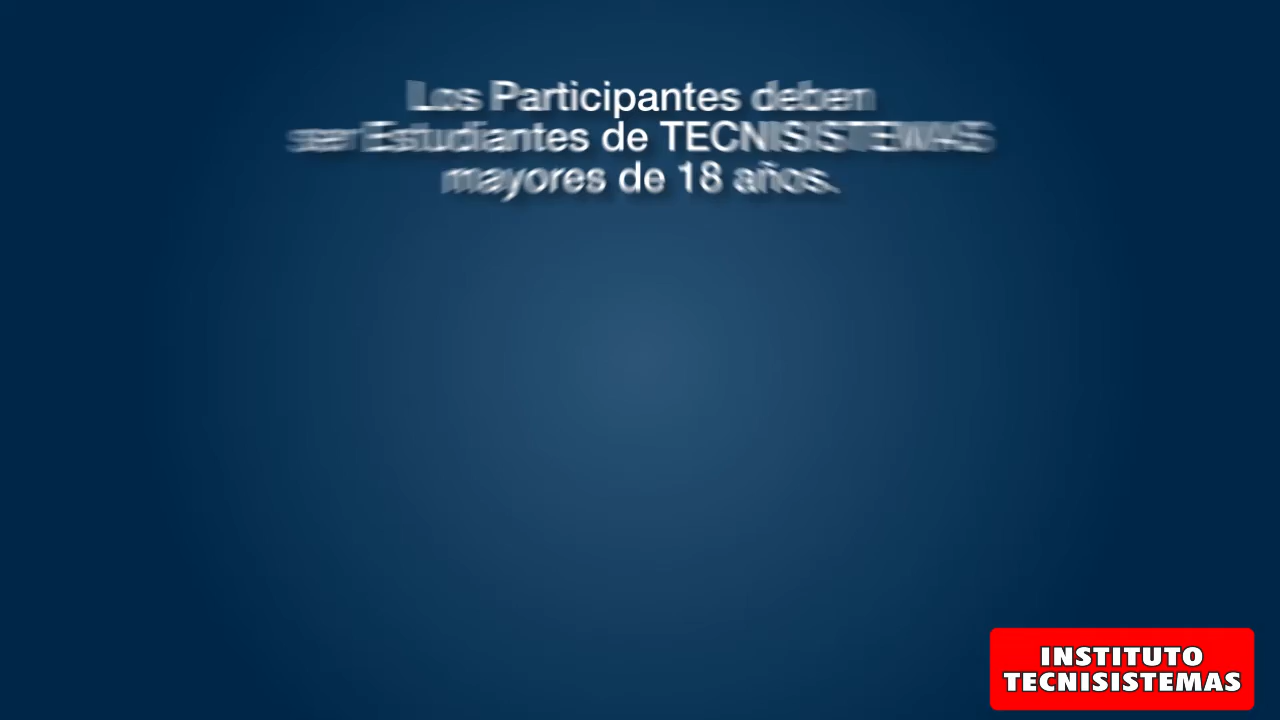 Los Participantes deben
ser Estudiantes de TECNISISTEMAS
mayores de 18 años.
INSTITUTO
TECNISISTEMAS